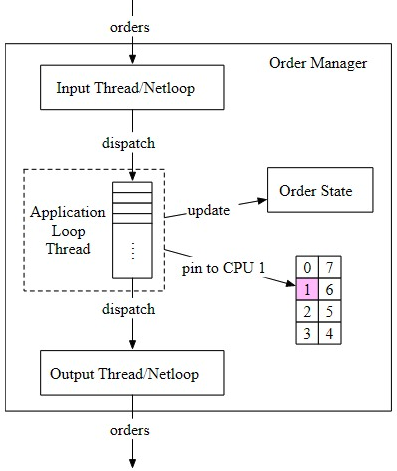 orders
Order Manager
Input Thread/Netloop
dispatch
Application
Loop
Thread
update
Order State
pin to CPU 1
0 7
1 6
2 5
3 4
dispatch
Output Thread/Netloop
orders